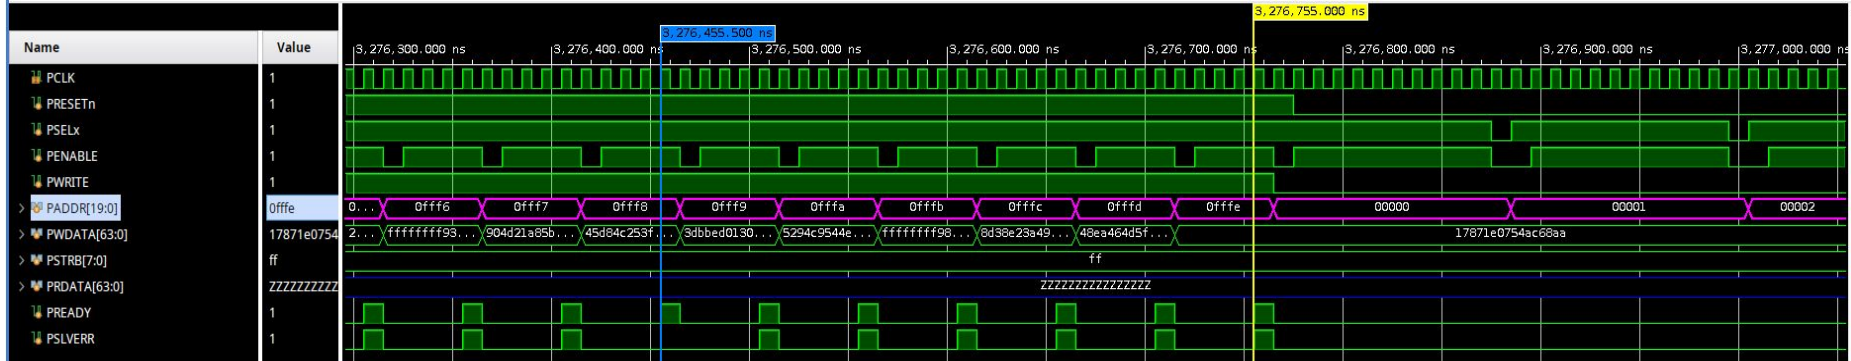 3,276,755.000 ns
3,276,455.500 ns
Name Value
3,276,300.000 ns 3,276,400.000 ns 3,276,500.000 ns 3,276,600.000 ns 3,276,700.000 ns 3,276,800.000 ns 3,276,900.000 ns 3,277,000.000 ns
PCLK 1
PRESETn 1
PSELx 1
PENABLE 1
PWRITE 1
PADDR[19:0] 0fffe 0... 0fff6 0fff7 0fff8 0fff9 0fffa 0fffb 0fffc 0fffd 0fffe 00000 00001 00002
PWDATA[63:0] 17871e0754 2... ffffffff93... 904d21a85b... 45d84c253f... 3dbbed0130... 5294c9544e... ffffffff98... 8d38e23a49... 48ea464d5f... 17871e0754ac68aa
PSTRB[7:0] ff ff
PRDATA[63:0] ZZZZZZZZZZ ZZZZZZZZZZZZZZZZ
PREADY 1
PSLVERR 1